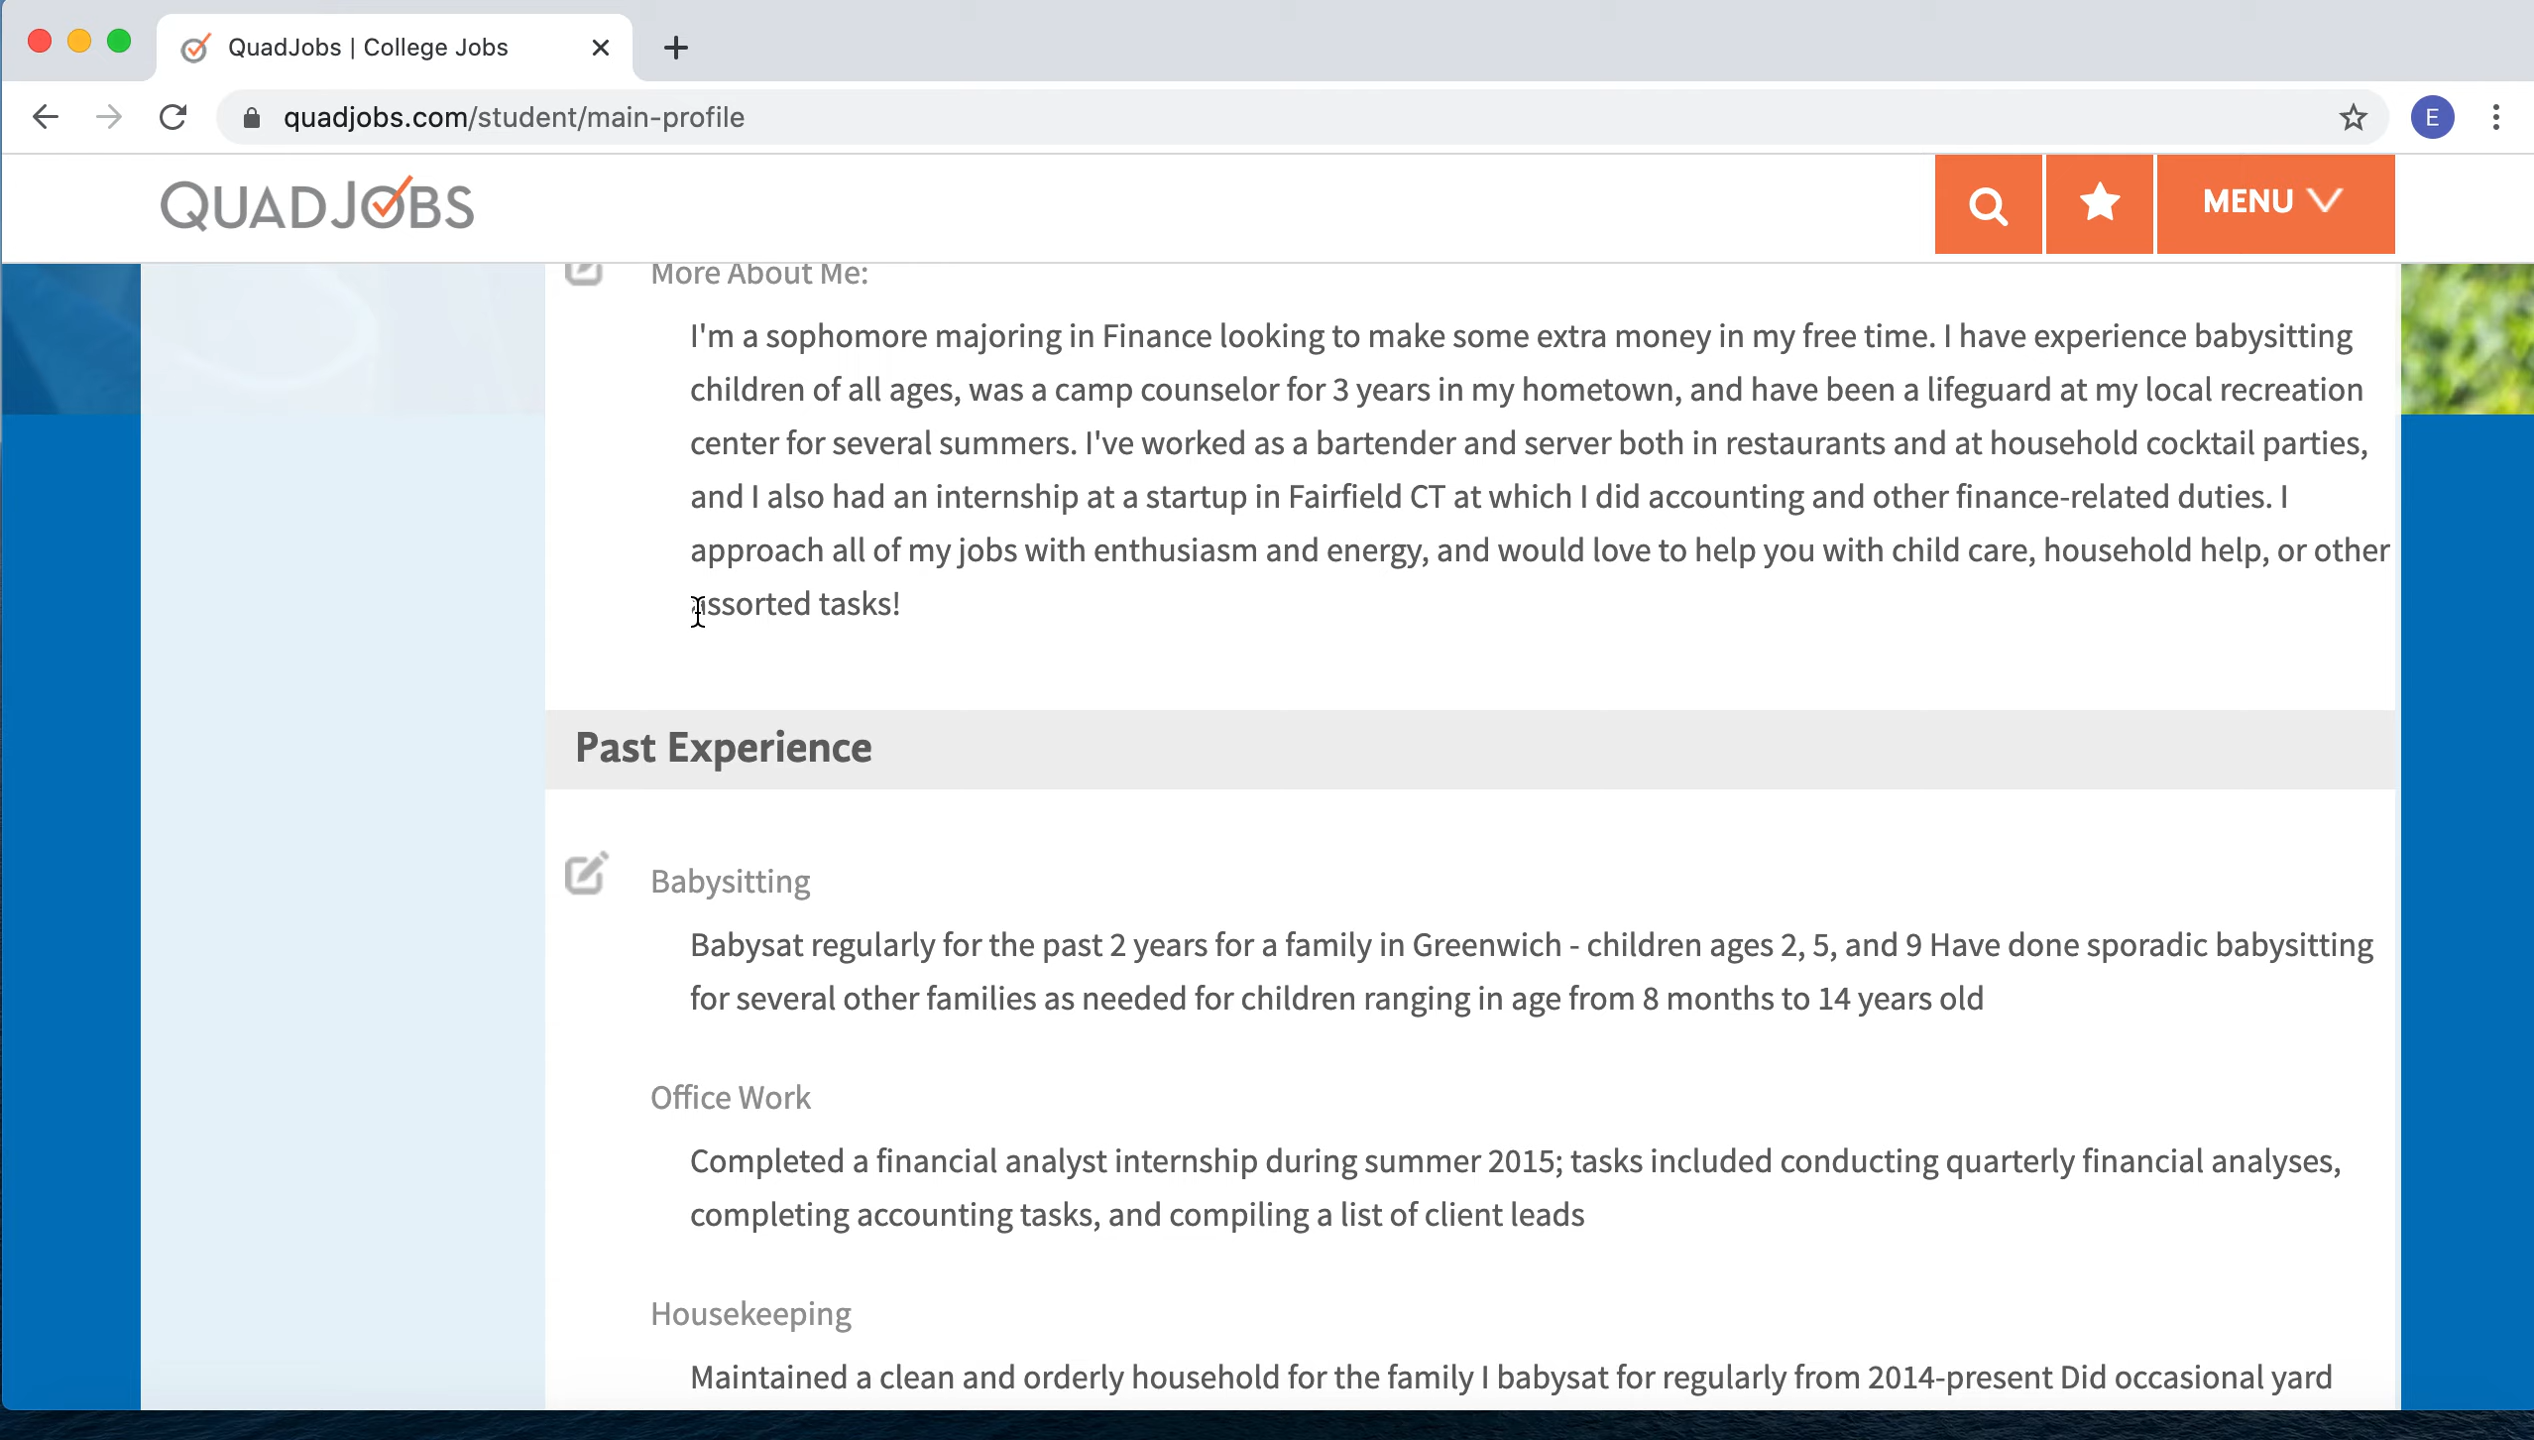 QuadJobs | College Jobs
quadjobs.com/student/main-profile
E
QUADJOBS
MENU
More About Me:
I'm a sophomore majoring in Finance looking to make some extra money in my free time. I have experience babysitting
children of all ages, was a camp counselor for 3 years in my hometown, and have been a lifeguard at my local recreation
center for several summers. I've worked as a bartender and server both in restaurants and at household cocktail parties,
and I also had an internship at a startup in Fairfield CT at which I did accounting and other finance-related duties. I
approach all of my jobs with enthusiasm and energy, and would love to help you with child care, household help, or other
assorted tasks!
Past Experience
Babysitting
Babysat regularly for the past 2 years for a family in Greenwich - children ages 2, 5, and 9 Have done sporadic babysitting
for several other families as needed for children ranging in age from 8 months to 14 years old
Office Work
Completed a financial analyst internship during summer 2015; tasks included conducting quarterly financial analyses,
completing accounting tasks, and compiling a list of client leads
Housekeeping
Maintained a clean and orderly household for the family I babysat for regularly from 2014-present Did occasional yard